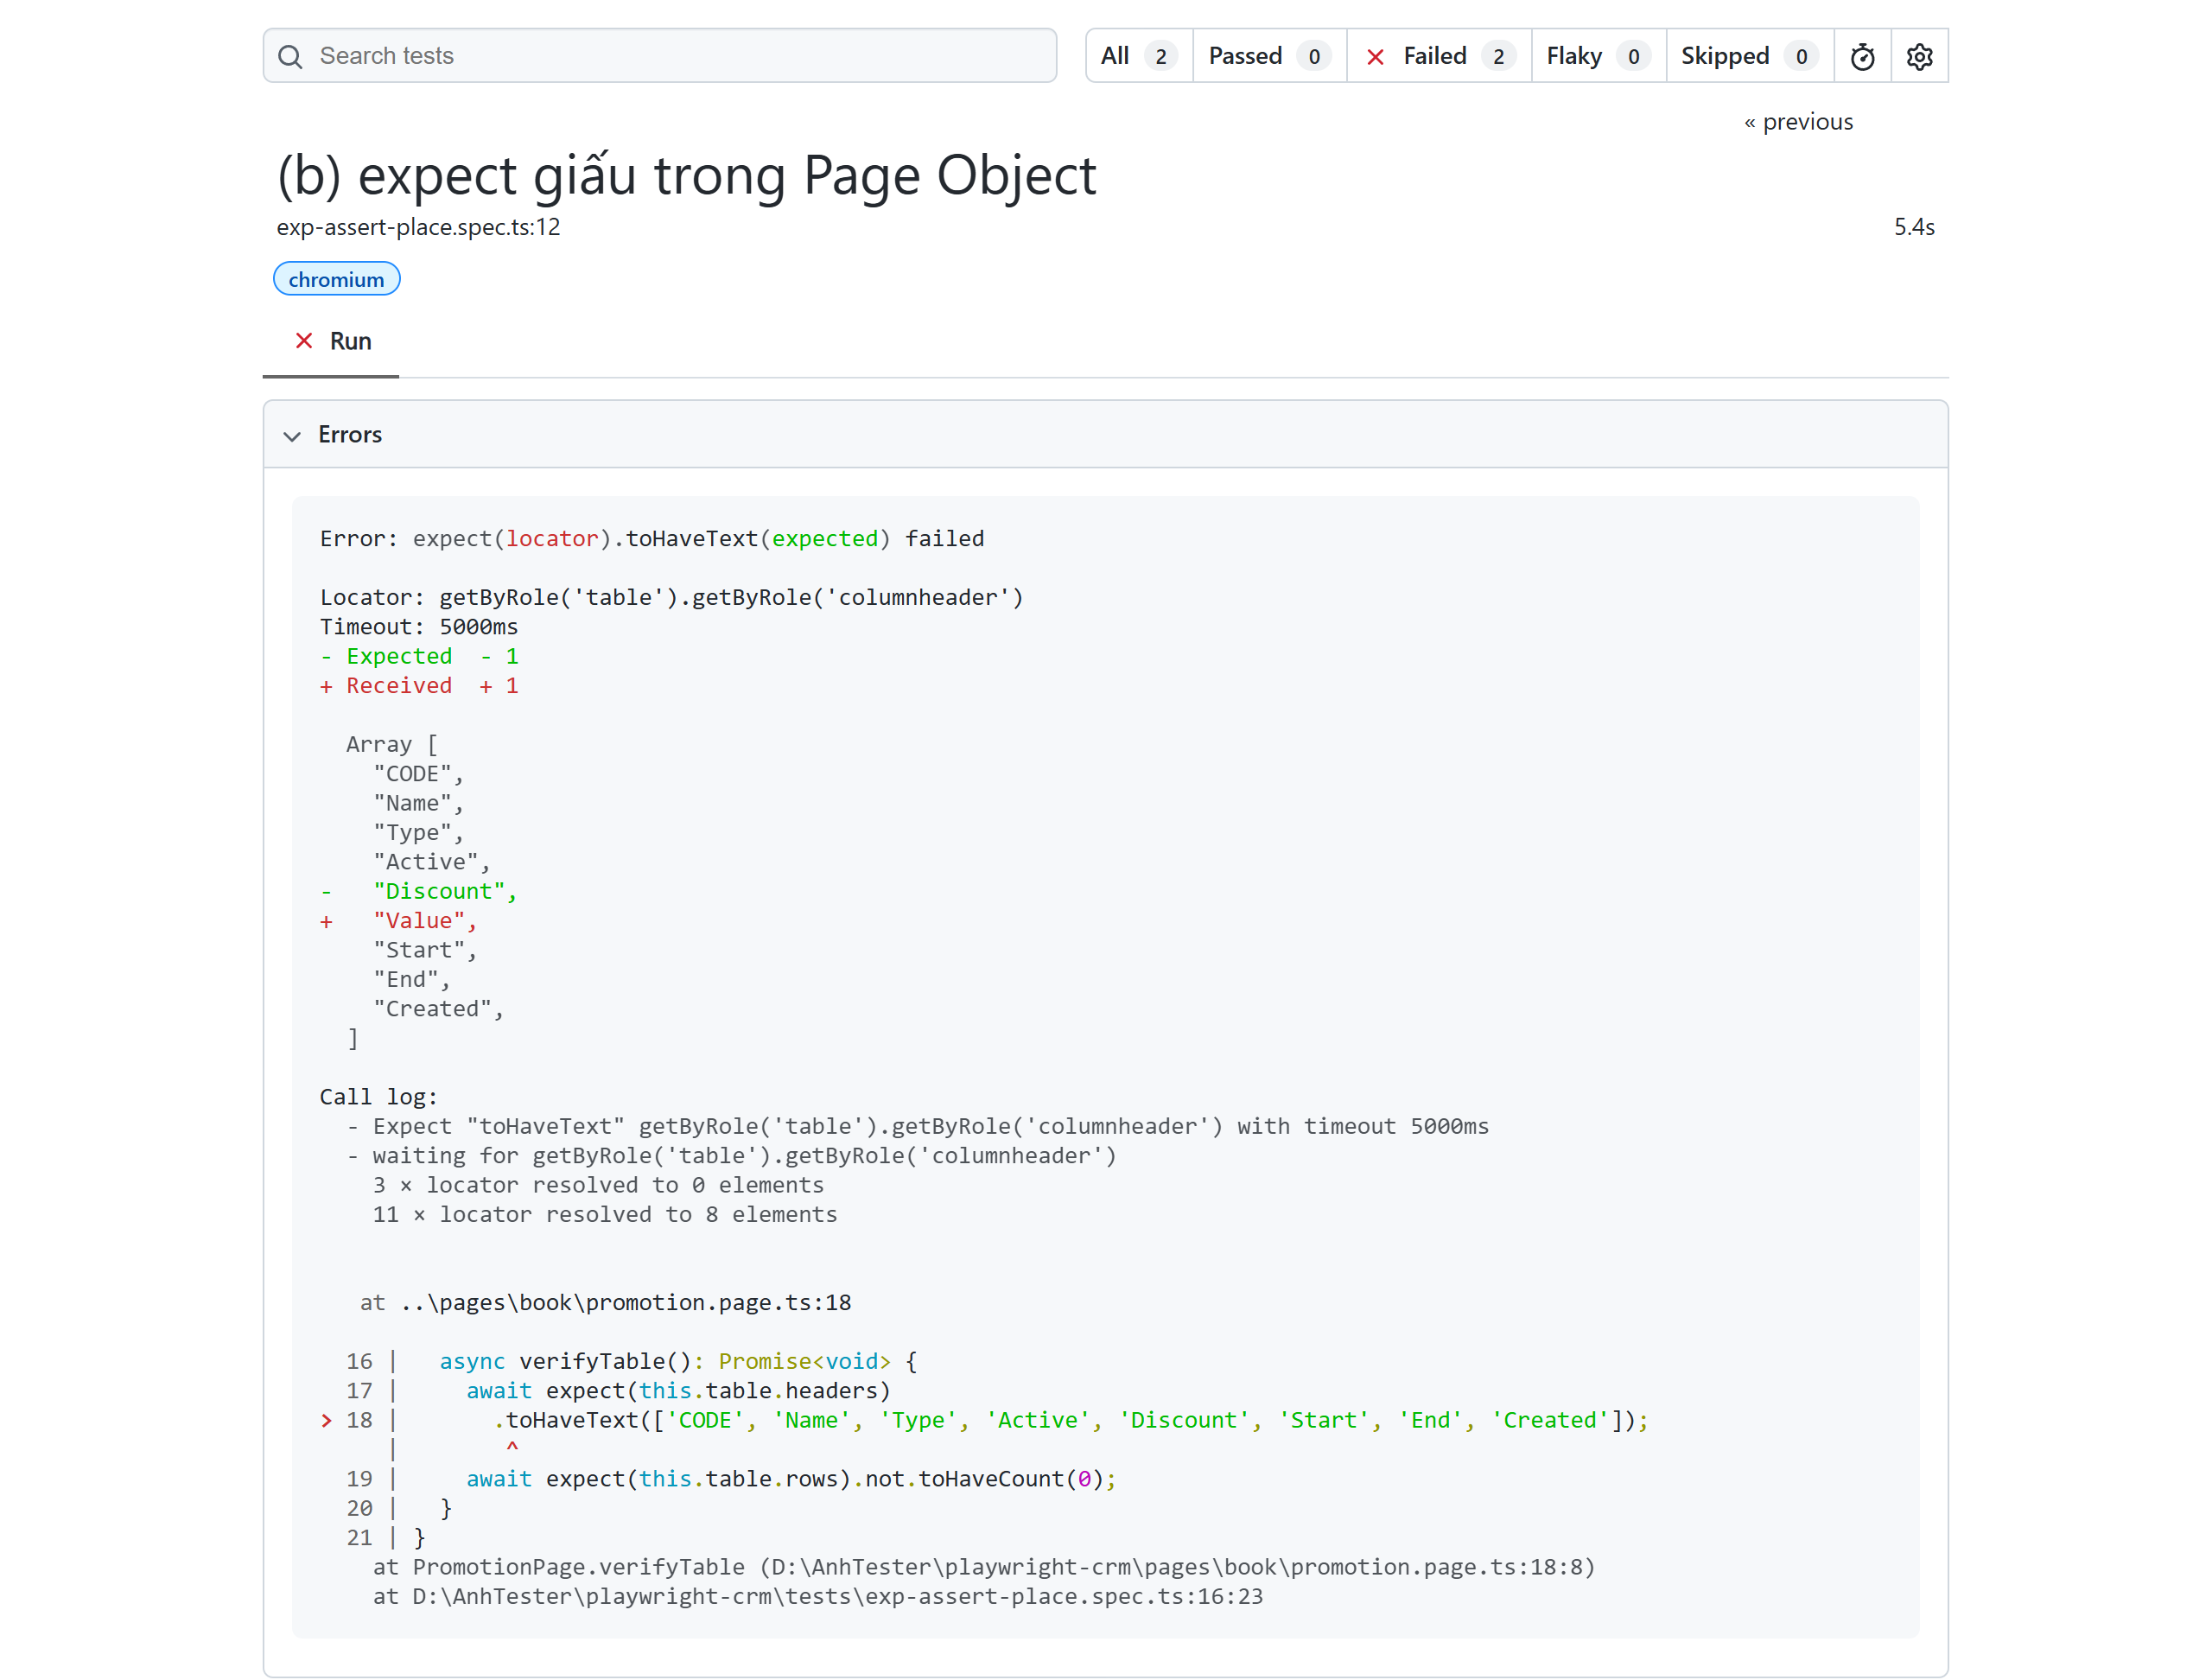 Search tests
All 2 Passed 0 Failed 2 Flaky 0 Skipped 0
« previous
(b) expect giấu trong Page Object
exp-assert-place.spec.ts:12
5.4s
chromium
Run
Errors
Error: expect(locator).toHaveText(expected) failed
Locator: getByRole('table').getByRole('columnheader')
Timeout: 5000ms
- Expected  - 1
+ Received  + 1
  Array [
    "CODE",
    "Name",
    "Type",
    "Active",
-   "Discount",
+   "Value",
    "Start",
    "End",
    "Created",
  ]
Call log:
  - Expect "toHaveText" getByRole('table').getByRole('columnheader') with timeout 5000ms
  - waiting for getByRole('table').getByRole('columnheader')
    3 × locator resolved to 0 elements
    11 × locator resolved to 8 elements
   at ..\pages\book\promotion.page.ts:18
  16 |   async verifyTable(): Promise<void> {
  17 |     await expect(this.table.headers)
> 18 |       .toHaveText(['CODE', 'Name', 'Type', 'Active', 'Discount', 'Start', 'End', 'Created']);
     |        ^
  19 |     await expect(this.table.rows).not.toHaveCount(0);
  20 |   }
  21 | }
    at PromotionPage.verifyTable (D:\AnhTester\playwright-crm\pages\book\promotion.page.ts:18:8)
    at D:\AnhTester\playwright-crm\tests\exp-assert-place.spec.ts:16:23